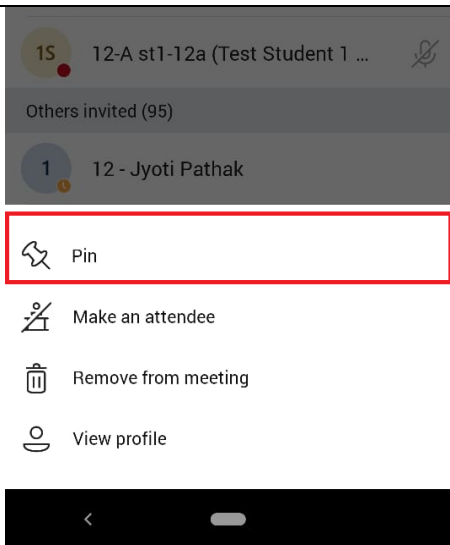 1S 12-A st1-12a (Test Student 1 ...
Others invited (95)
1 12 - Jyoti Pathak
Pin
Make an attendee
Remove from meeting
View profile